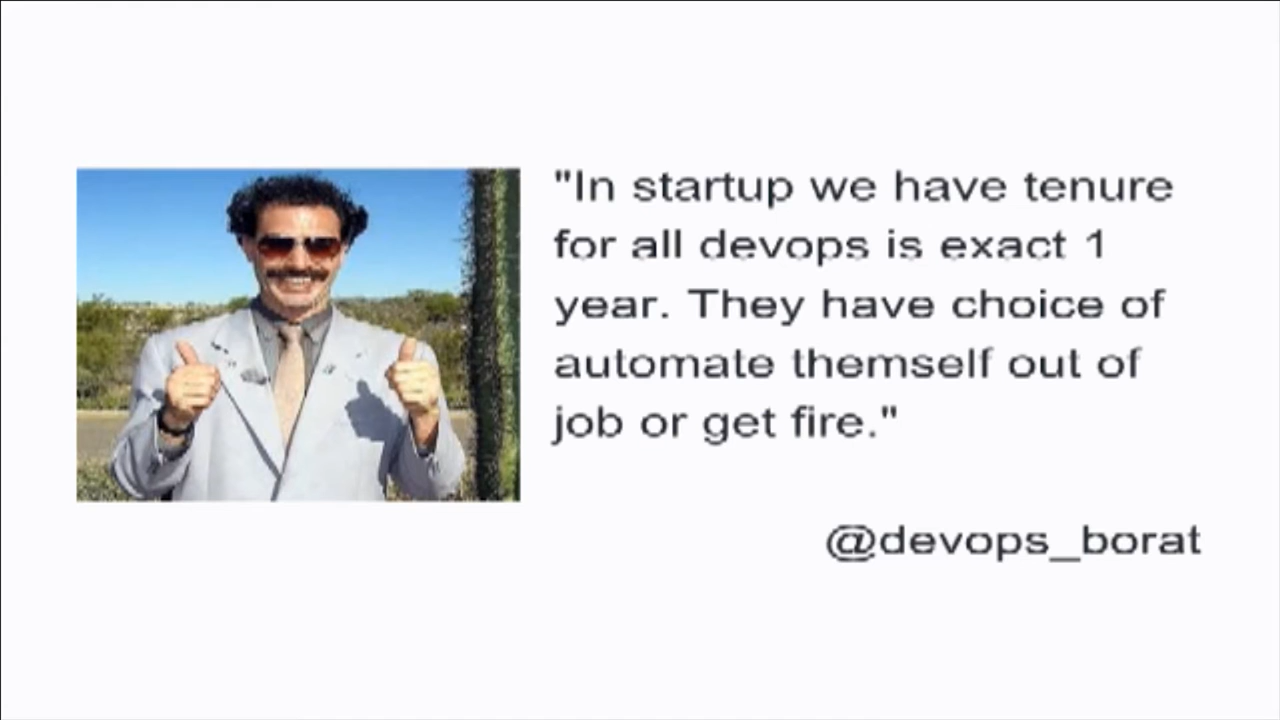 "In startup we have tenure
for all devops is exact 1
year. They have choice of
automate themself out of
job or get fire."
@devops_borat